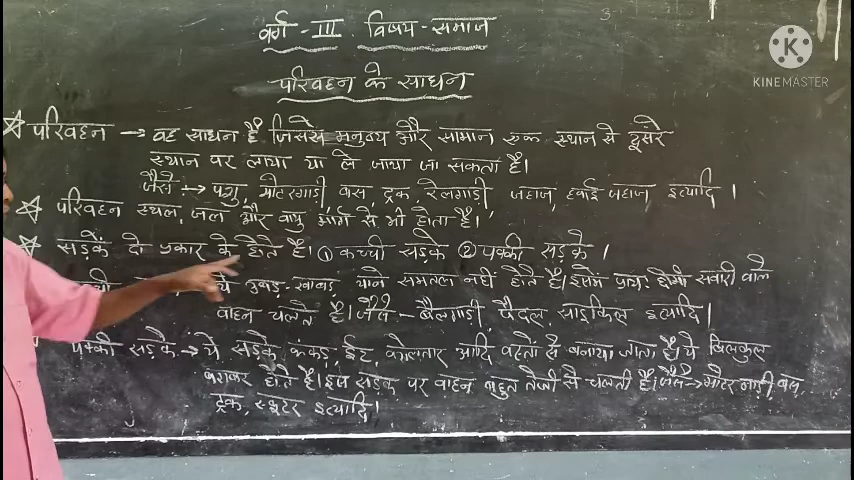 वर्ग - III विषय - समाज
KINEMASTER
परिवहन के साधन
परिवहन → वह साधन है जिससे मनुष्य और सामान एक स्थान से दूसरे
स्थान पर लाया या ले जाया जा सकता है।
जैसे → पशु, मोटरगाड़ी, बस, ट्रक, रेलगाड़ी, जहाज, हवाई जहाज, इत्यादि।
परिवहन स्थल, जल और वायु मार्ग से भी होता है।
सड़कें दो प्रकार के होते है। ① कच्ची सड़के ② पक्की सड़के।
उबड़-खाबड़ याने समतल नहीं होते है। इसमें प्रायः धीमी सवारी वाले
वाहन चलते है। जैसे - बैलगाड़ी, पैदल, साइकिल इत्यादि।
पक्की सड़के → ये सड़के कंकड़, ईंट, आदि से बनाया जाता है। ये बिलकुल
बराबर होते है। इस सड़क पर वाहन बहुत तेजी से चलती है। जैसे → मोटर गाड़ी, बस,
ट्रक, स्कूटर इत्यादि।